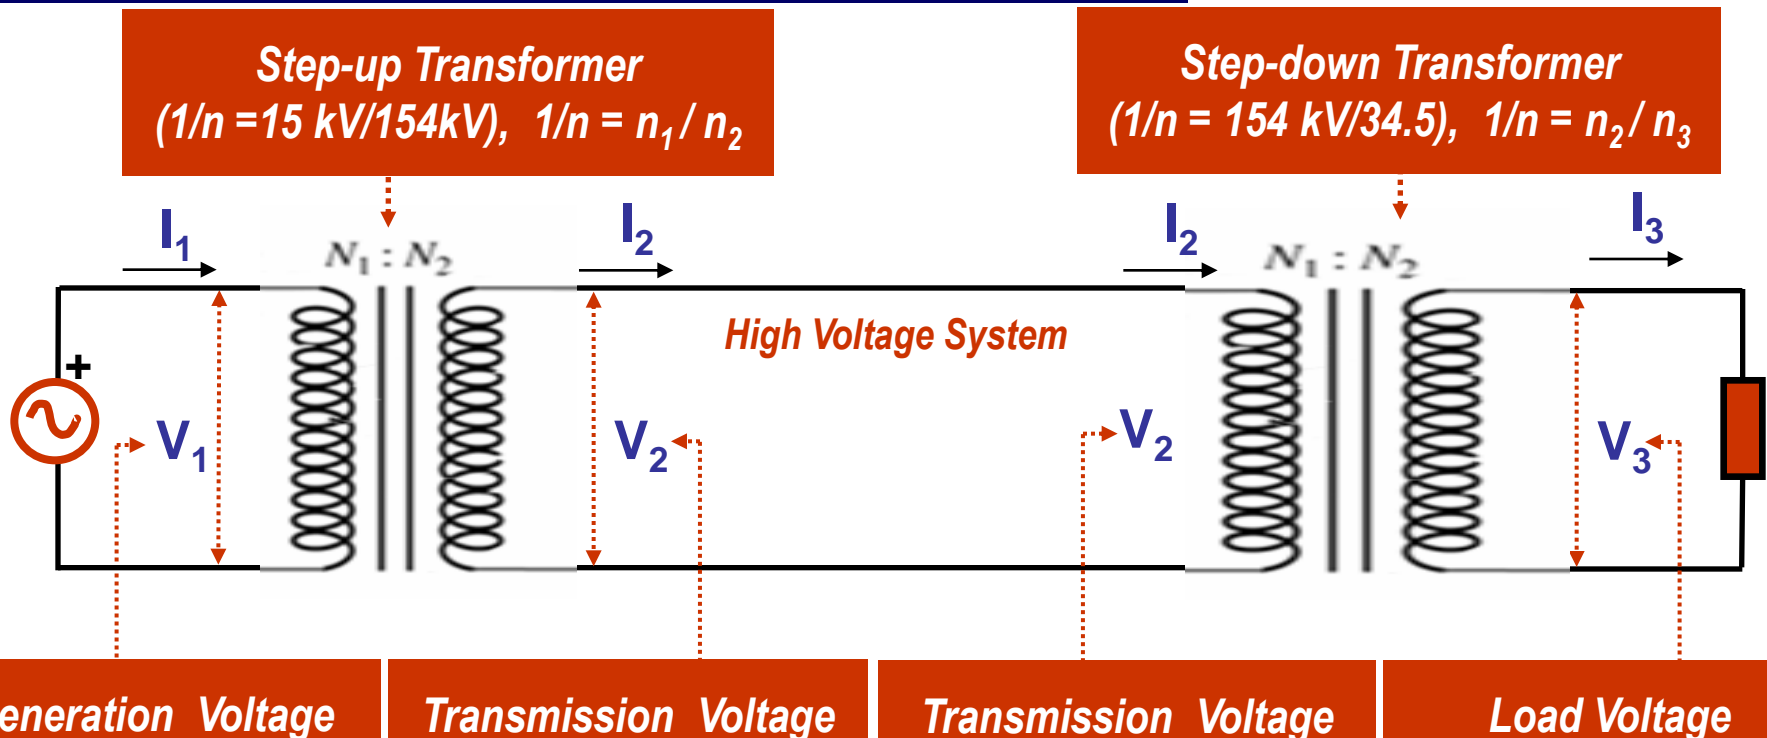 Step-up Transformer
(1/n =15 kV/154kV),  1/n = n₁ / n₂
Step-down Transformer
(1/n = 154 kV/34.5),  1/n = n₂ / n₃
I₁
I₂
I₂
I₃
N₁ : N₂
N₁ : N₂
High Voltage System
+
V₁
V₂
V₂
V₃
eneration Voltage
Transmission Voltage
Transmission Voltage
Load Voltage